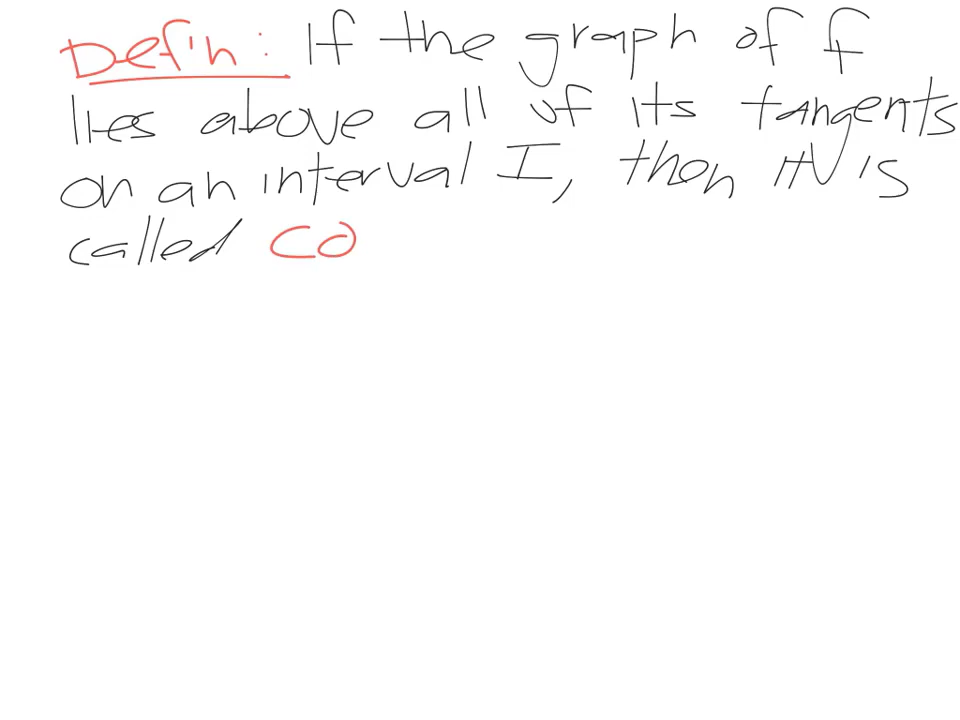 Def'n: If the graph of f
lies above all of its tangents
on an interval I, then it is
called co